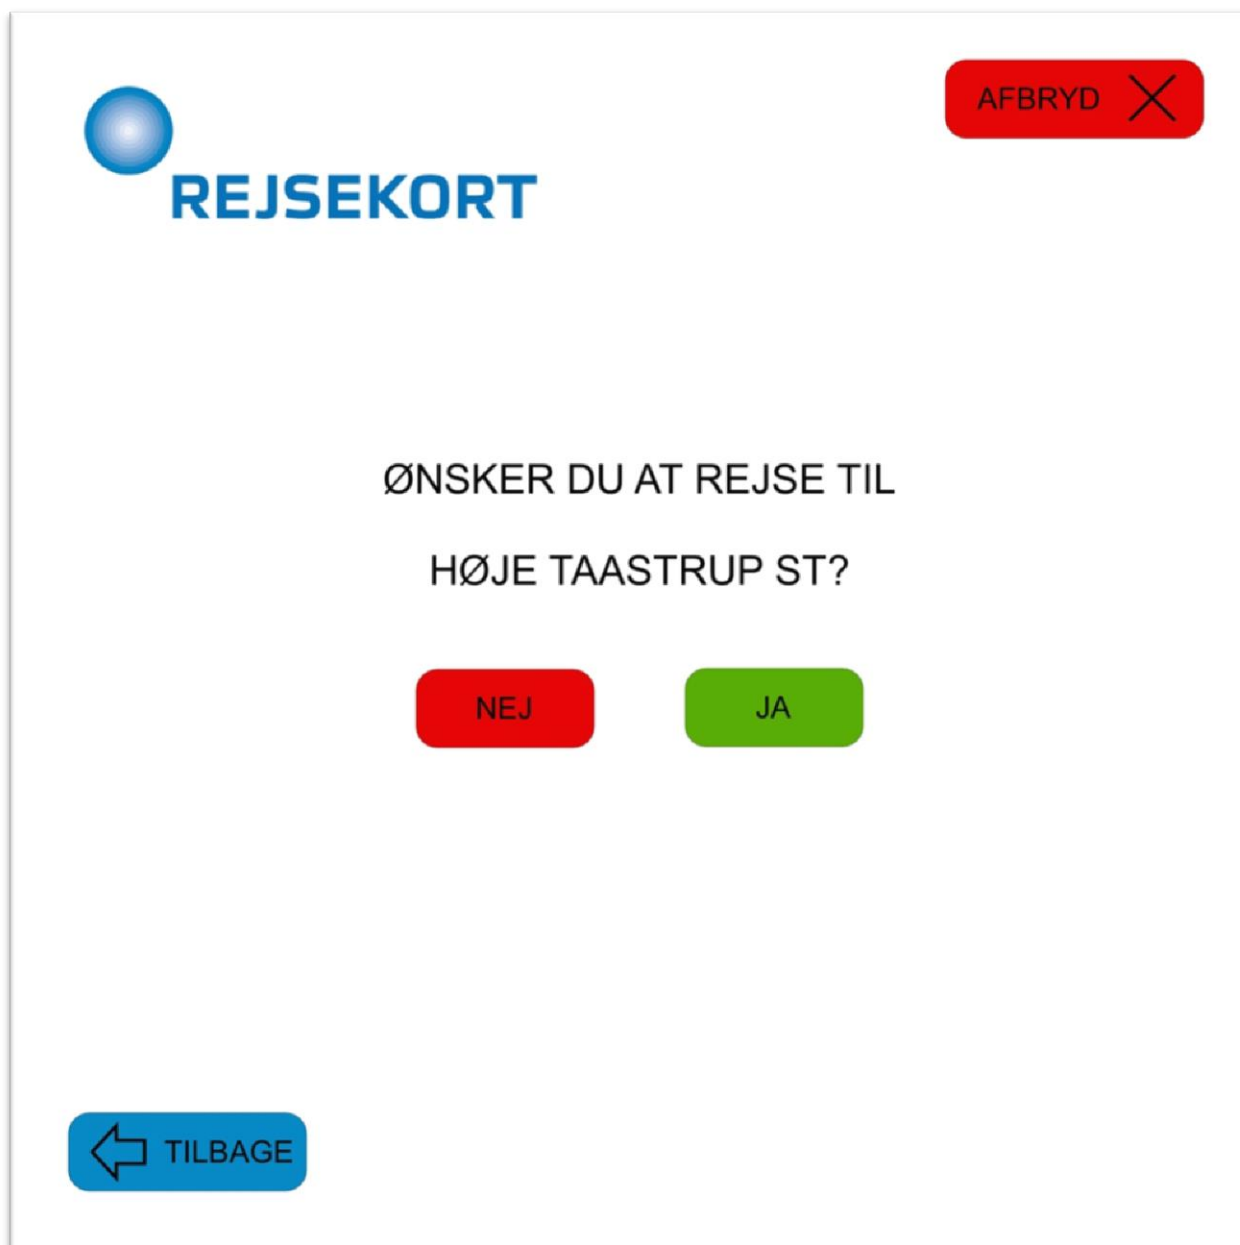 AFBRYD
REJSEKORT
ØNSKER DU AT REJSE TIL
HØJE TAASTRUP ST?
NEJ
JA
TILBAGE